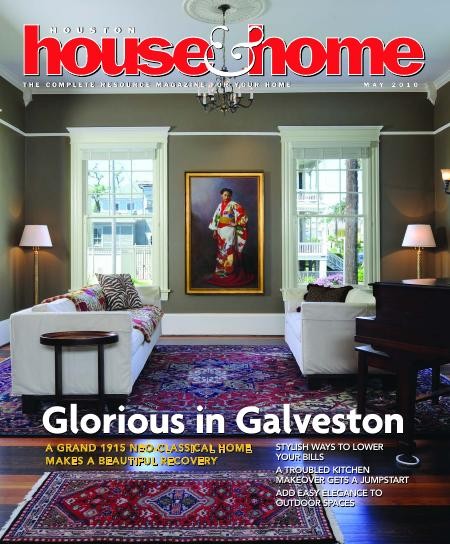 HOUSTON
house&home
THE COMPLETE RESOURCE MAGAZINE FOR YOUR HOME
MAY 2010
Glorious in Galveston
A GRAND 1915 NEO-CLASSICAL HOME
MAKES A BEAUTIFUL RECOVERY
STYLISH WAYS TO LOWER
YOUR BILLS
A TROUBLED KITCHEN
MAKEOVER GETS A JUMPSTART
ADD EASY ELEGANCE TO
OUTDOOR SPACES